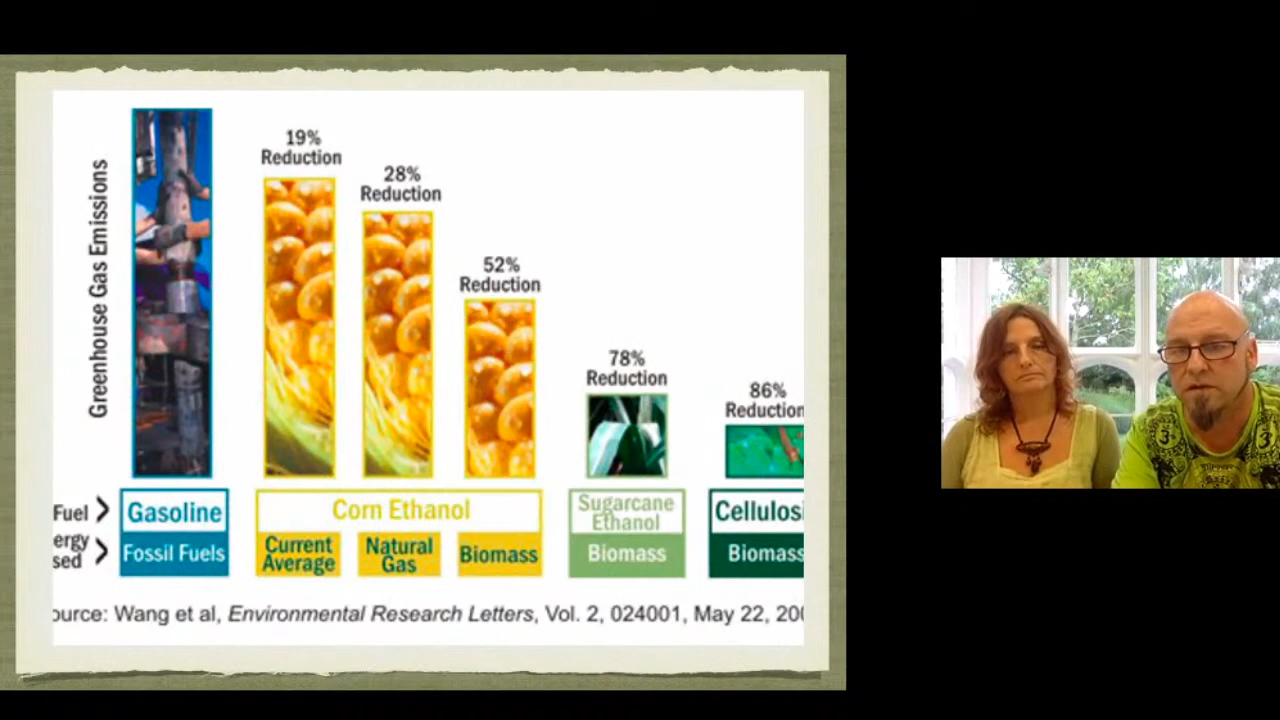 19%
Reduction
28%
Reduction
52%
Reduction
78%
Reduction
86%
Reduction
Greenhouse Gas Emissions
Fuel > Gasoline Corn Ethanol Sugarcane Ethanol Cellulosi
ergy sed > Fossil Fuels Current Average Natural Gas Biomass Biomass Biomass
ource: Wang et al, Environmental Research Letters, Vol. 2, 024001, May 22, 200